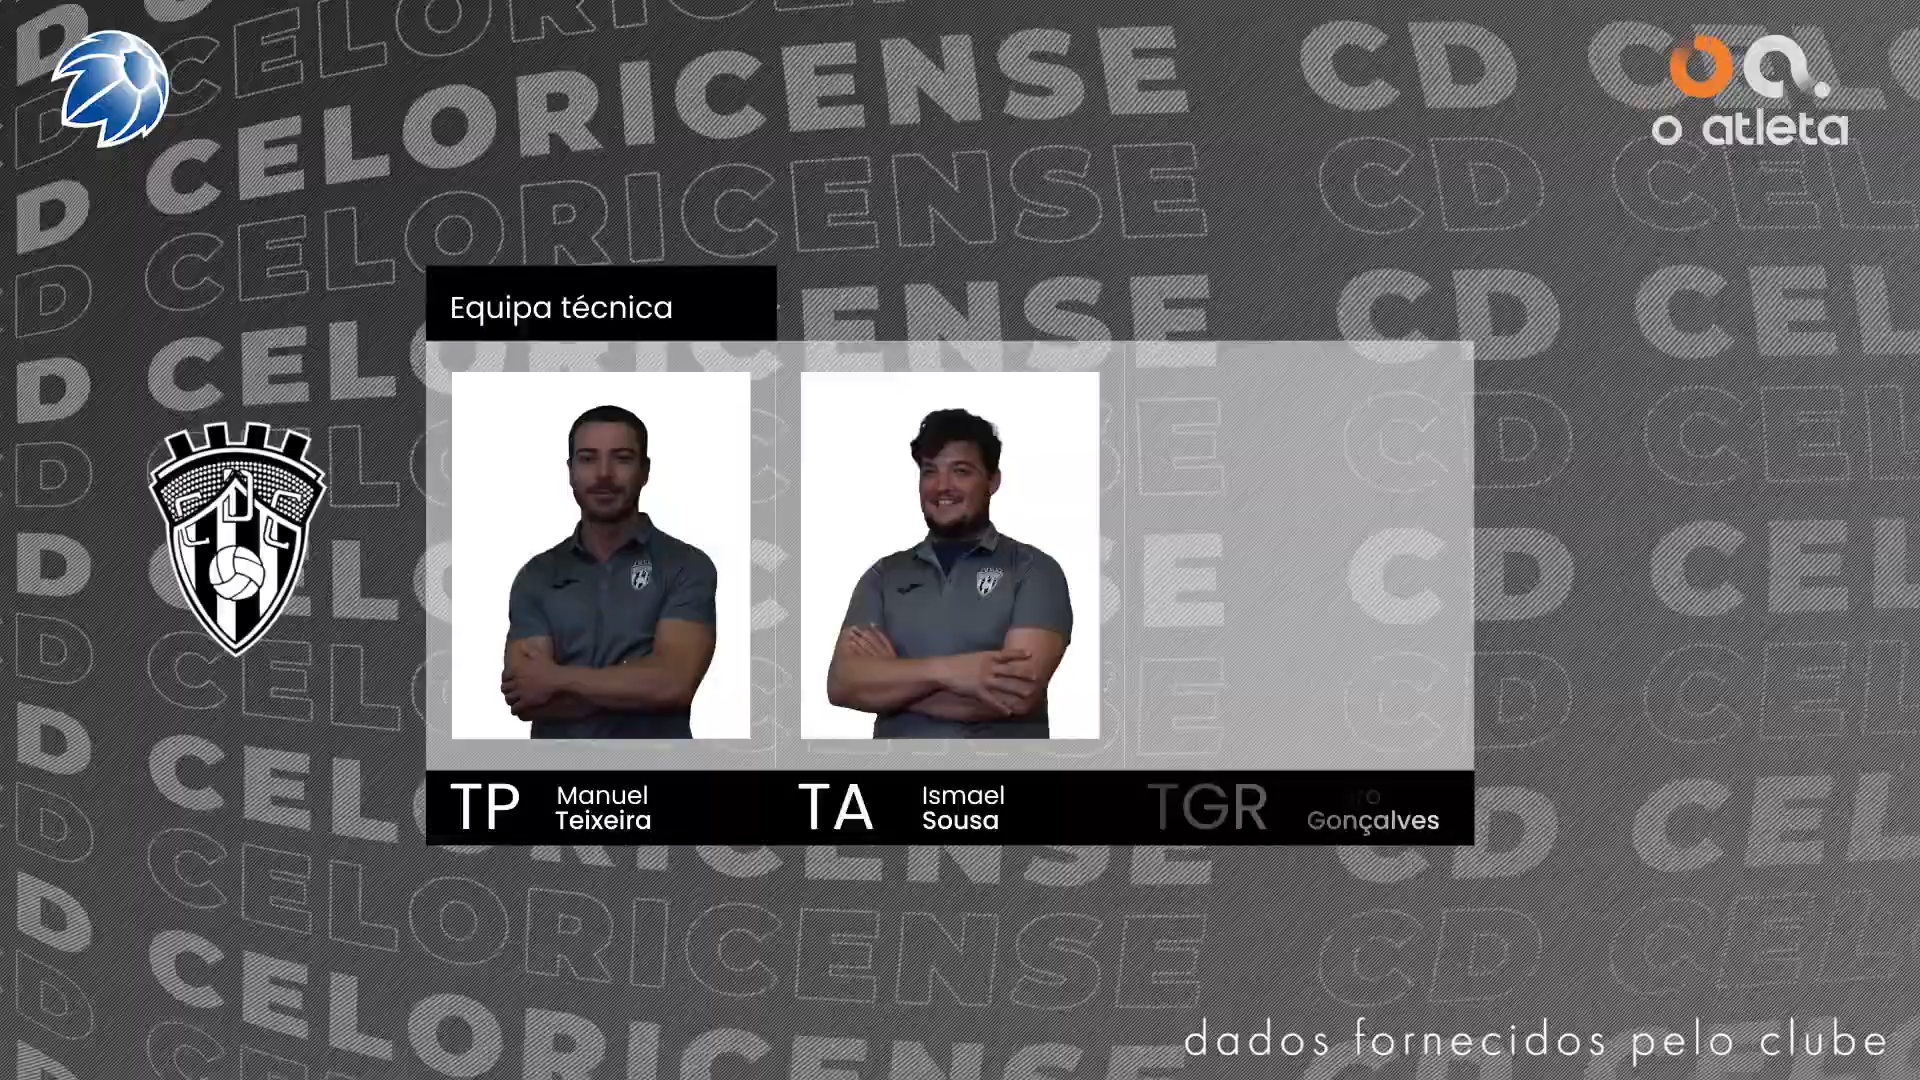 CELORICENSE CD
o atleta
Equipa técnica
TP Manuel
Teixeira
TA Ismael
Sousa
TGR
Gonçalves
dados fornecidos pelo clube